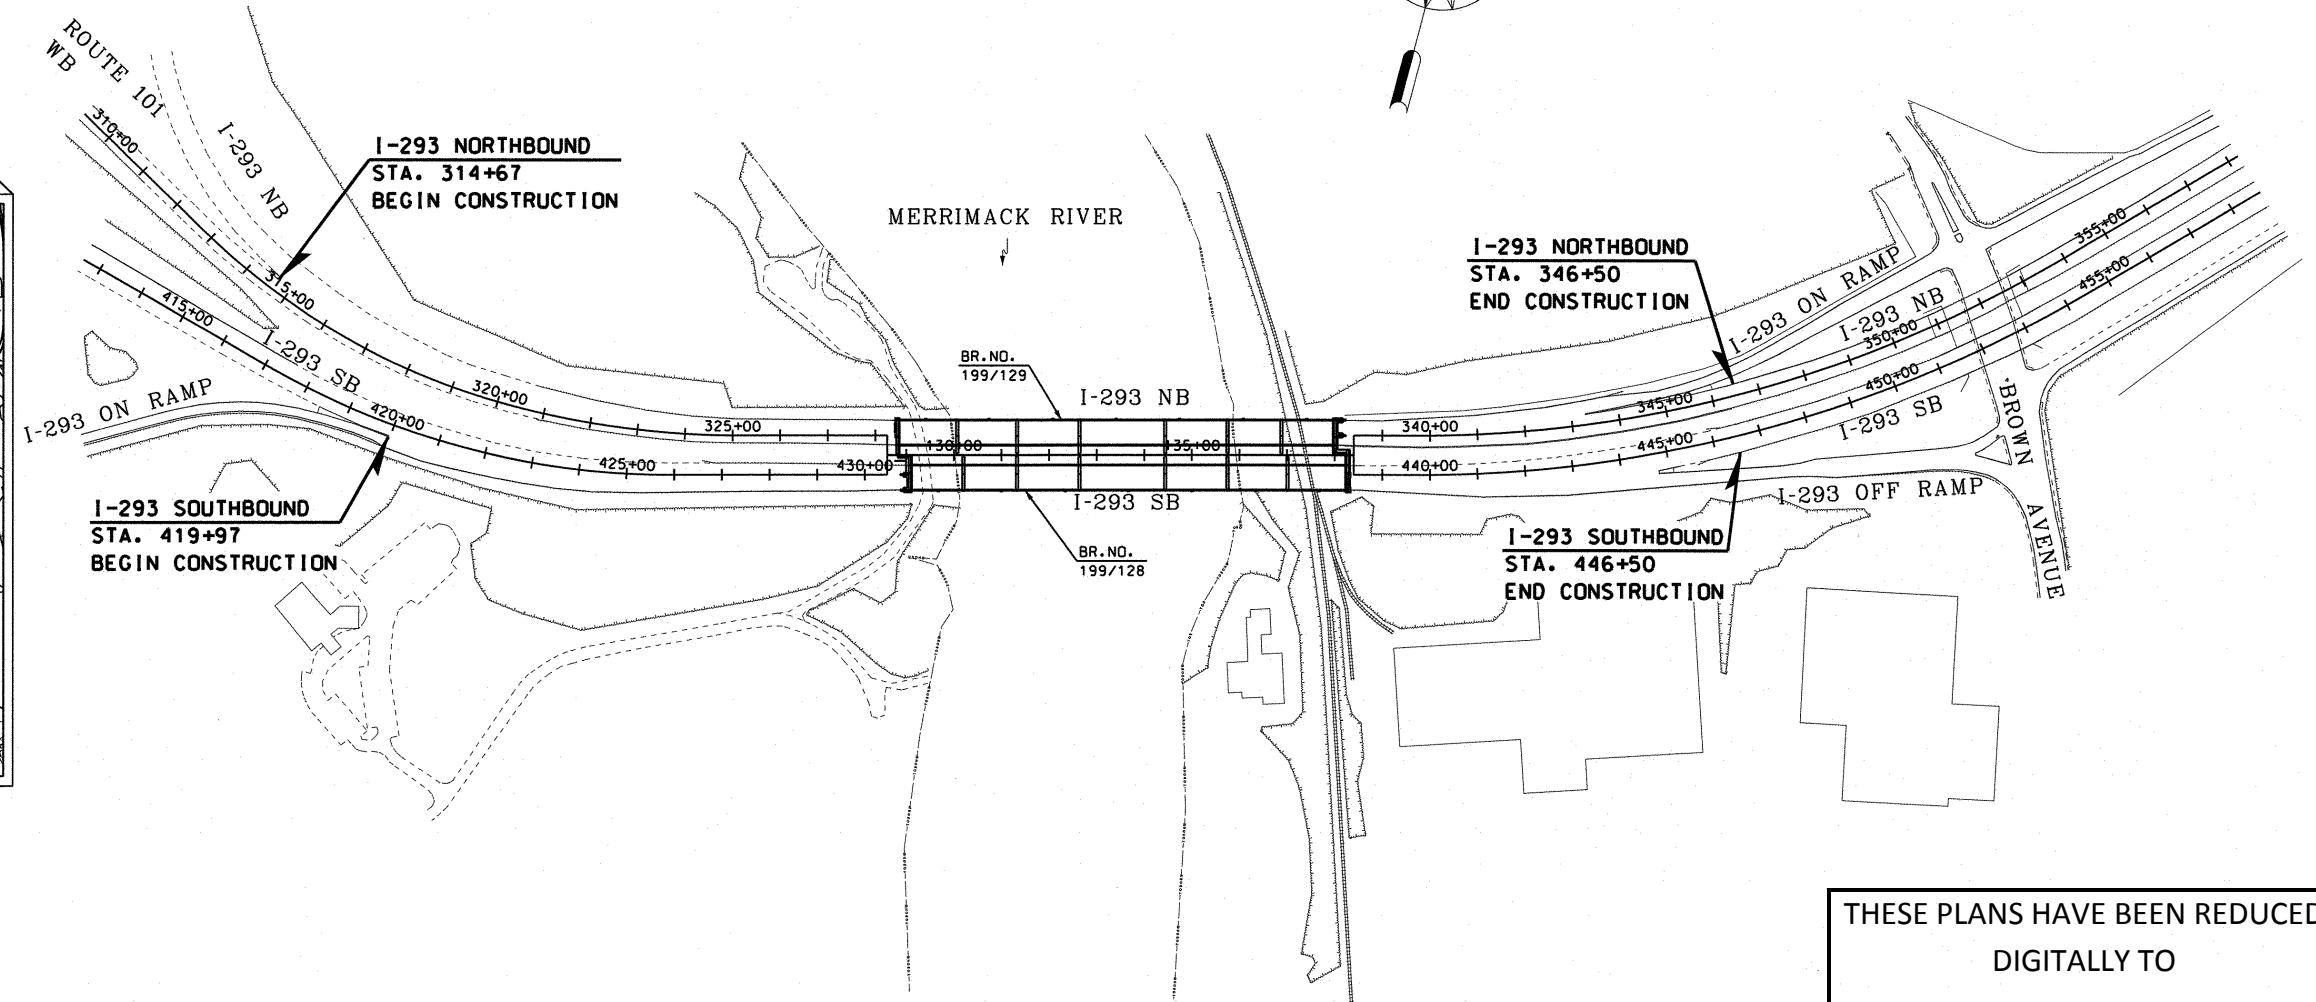 ROUTE 101
WB
310+00
I-293 NB
I-293 NORTHBOUND
STA. 314+67
BEGIN CONSTRUCTION
315+00
415+00
I-293 SB
I-293 ON RAMP
320+00
420+00
325+00
425+00
430+00
I-293 SOUTHBOUND
STA. 419+97
BEGIN CONSTRUCTION
MERRIMACK RIVER
BR.NO.
199/129
I-293 NB
130+00
135+00
I-293 SB
BR.NO.
199/128
I-293 NORTHBOUND
STA. 346+50
END CONSTRUCTION
I-293 ON RAMP
I-293 NB
340+00
345+00
350+00
355+00
440+00
445+00
450+00
455+00
I-293 SB
I-293 OFF RAMP
BROWN AVENUE
I-293 SOUTHBOUND
STA. 446+50
END CONSTRUCTION
THESE PLANS HAVE BEEN REDUCED
DIGITALLY TO